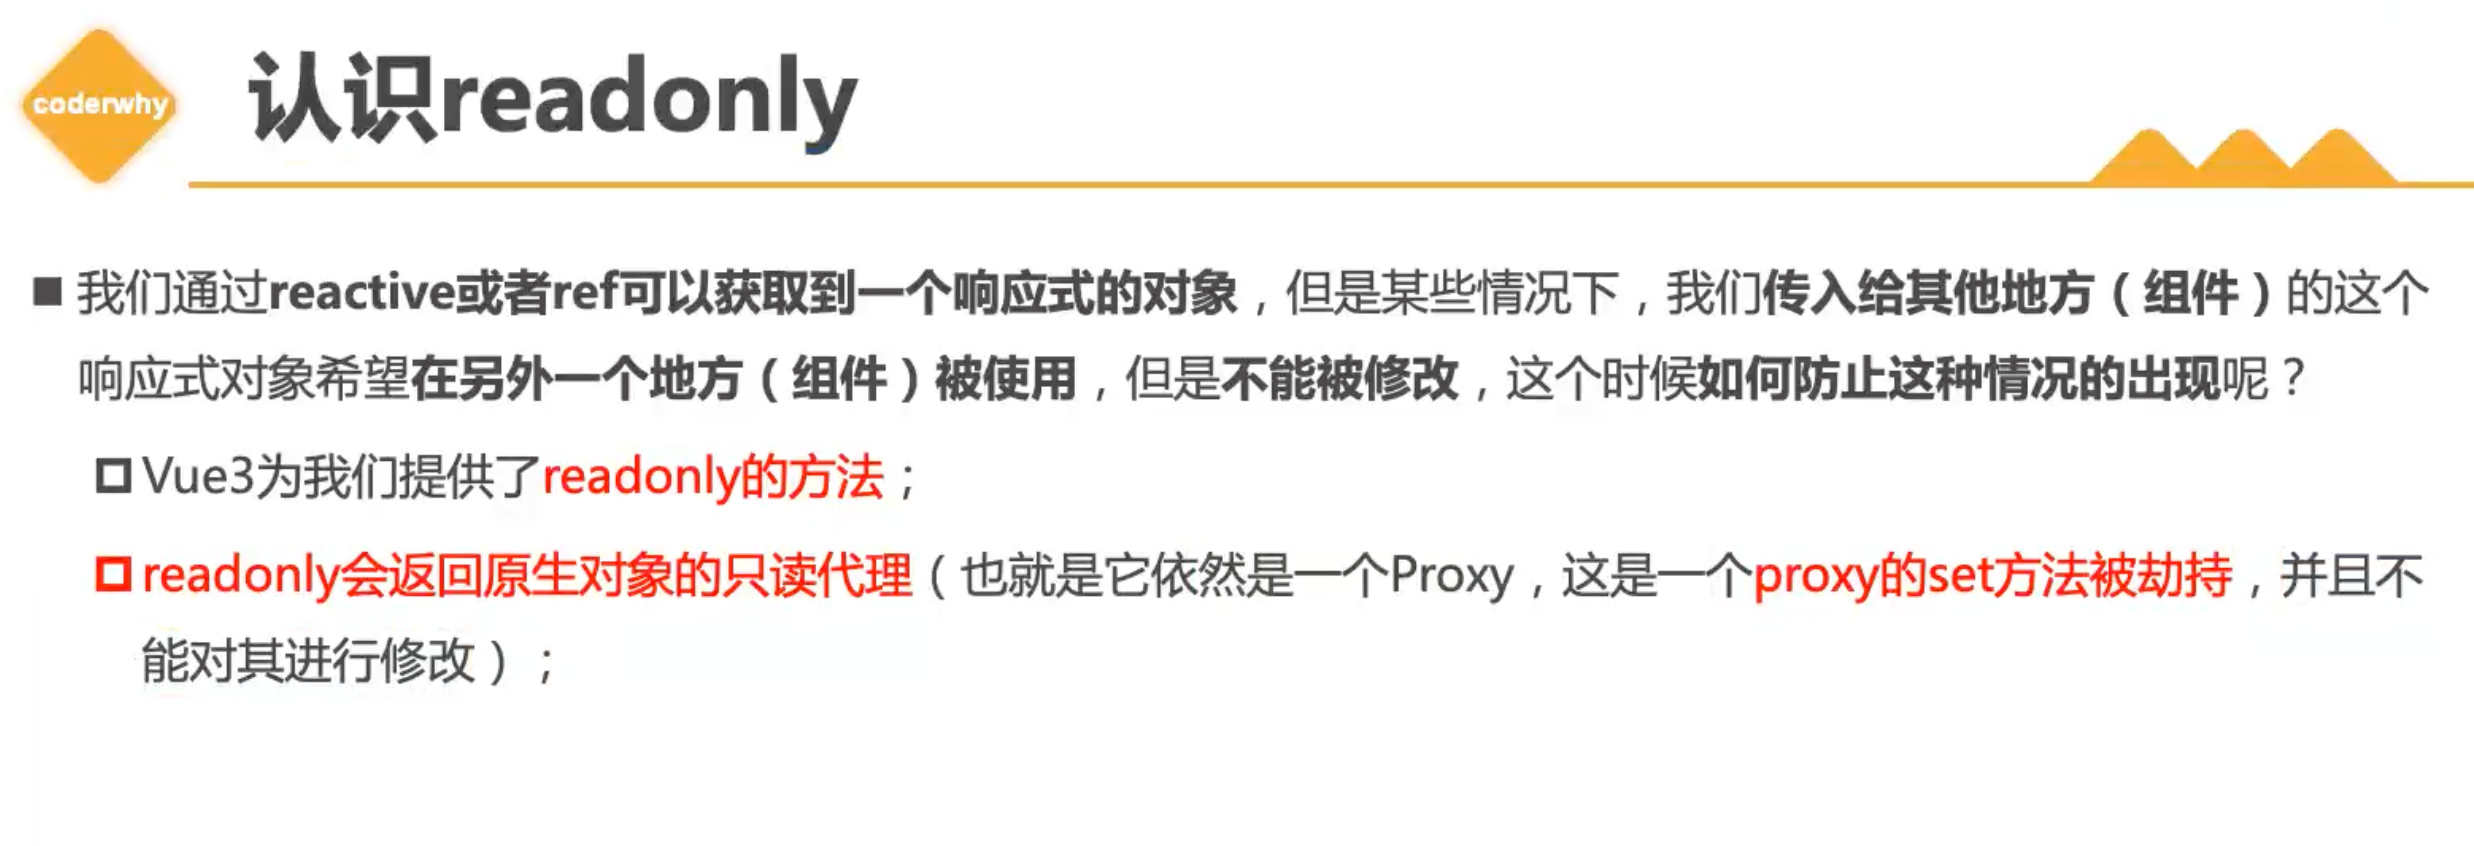 coderwhy
认识readonly
■ 我们通过reactive或者ref可以获取到一个响应式的对象，但是某些情况下，我们传入给其他地方（组件）的这个
响应式对象希望在另外一个地方（组件）被使用，但是不能被修改，这个时候如何防止这种情况的出现呢？
Vue3为我们提供了readonly的方法；
readonly会返回原生对象的只读代理（也就是它依然是一个Proxy，这是一个proxy的set方法被劫持，并且不
能对其进行修改）；